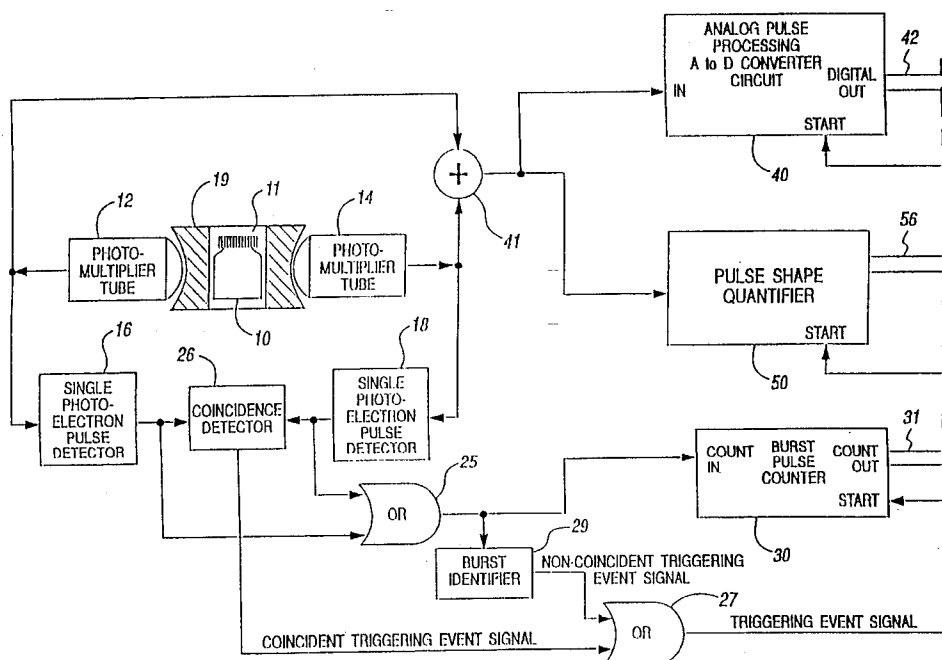 ANALOG PULSE
PROCESSING
A to D CONVERTER
CIRCUIT
IN
DIGITAL
OUT
START
42
40
41
12
19
11
14
PHOTO-
MULTIPLIER
TUBE
PHOTO-
MULTIPLIER
TUBE
10
56
PULSE SHAPE
QUANTIFIER
START
50
16
26
18
SINGLE
PHOTO-
ELECTRON
PULSE
DETECTOR
COINCIDENCE
DETECTOR
SINGLE
PHOTO-
ELECTRON
PULSE
DETECTOR
31
COUNT
IN
BURST
PULSE
COUNTER
COUNT
OUT
START
30
25
OR
29
BURST
IDENTIFIER
NON-COINCIDENT TRIGGERING
EVENT SIGNAL
27
OR
TRIGGERING EVENT SIGNAL
COINCIDENT TRIGGERING EVENT SIGNAL